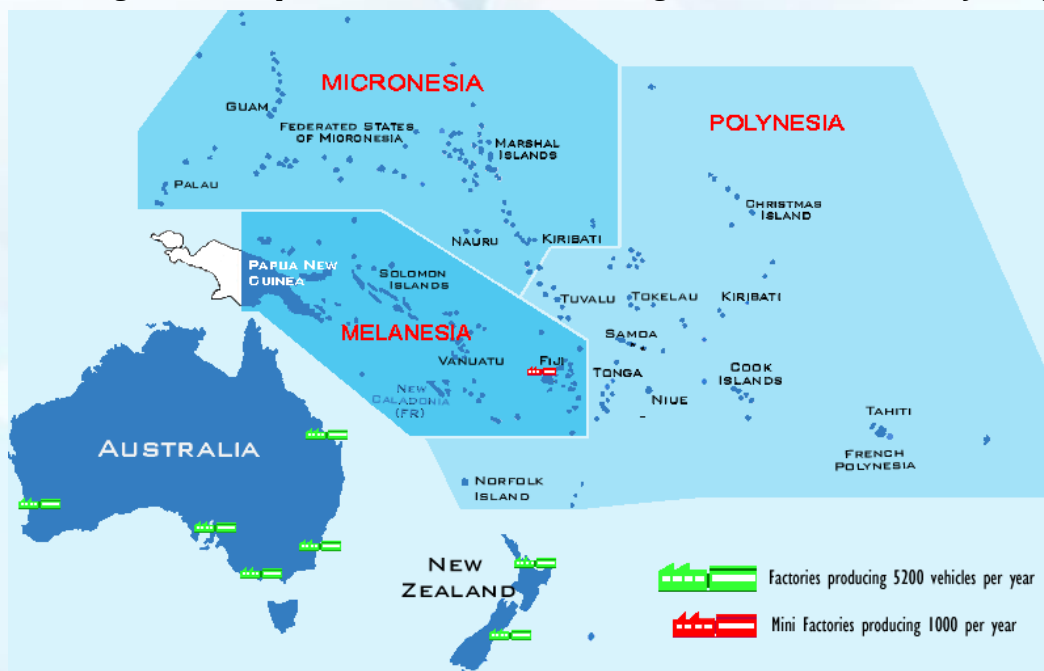 MICRONESIA
GUAM
FEDERATED STATES
OF MICRONESIA
MARSHAL
ISLANDS
PALAU
POLYNESIA
CHRISTMAS
ISLAND
NAURU
KIRIBATI
PAPUA NEW
GUINEA
SOLOMON
ISLANDS
TUVALU
TOKELAU
KIRIBATI
MELANESIA
SAMOA
VANUATU
FIJI
TONGA
COOK
ISLANDS
NEW
CALADONIA
(FR)
NIUE
TAHITI
FRENCH
POLYNESIA
AUSTRALIA
NORFOLK
ISLAND
NEW
ZEALAND
Factories producing 5200 vehicles per year
Mini Factories producing 1000 per year